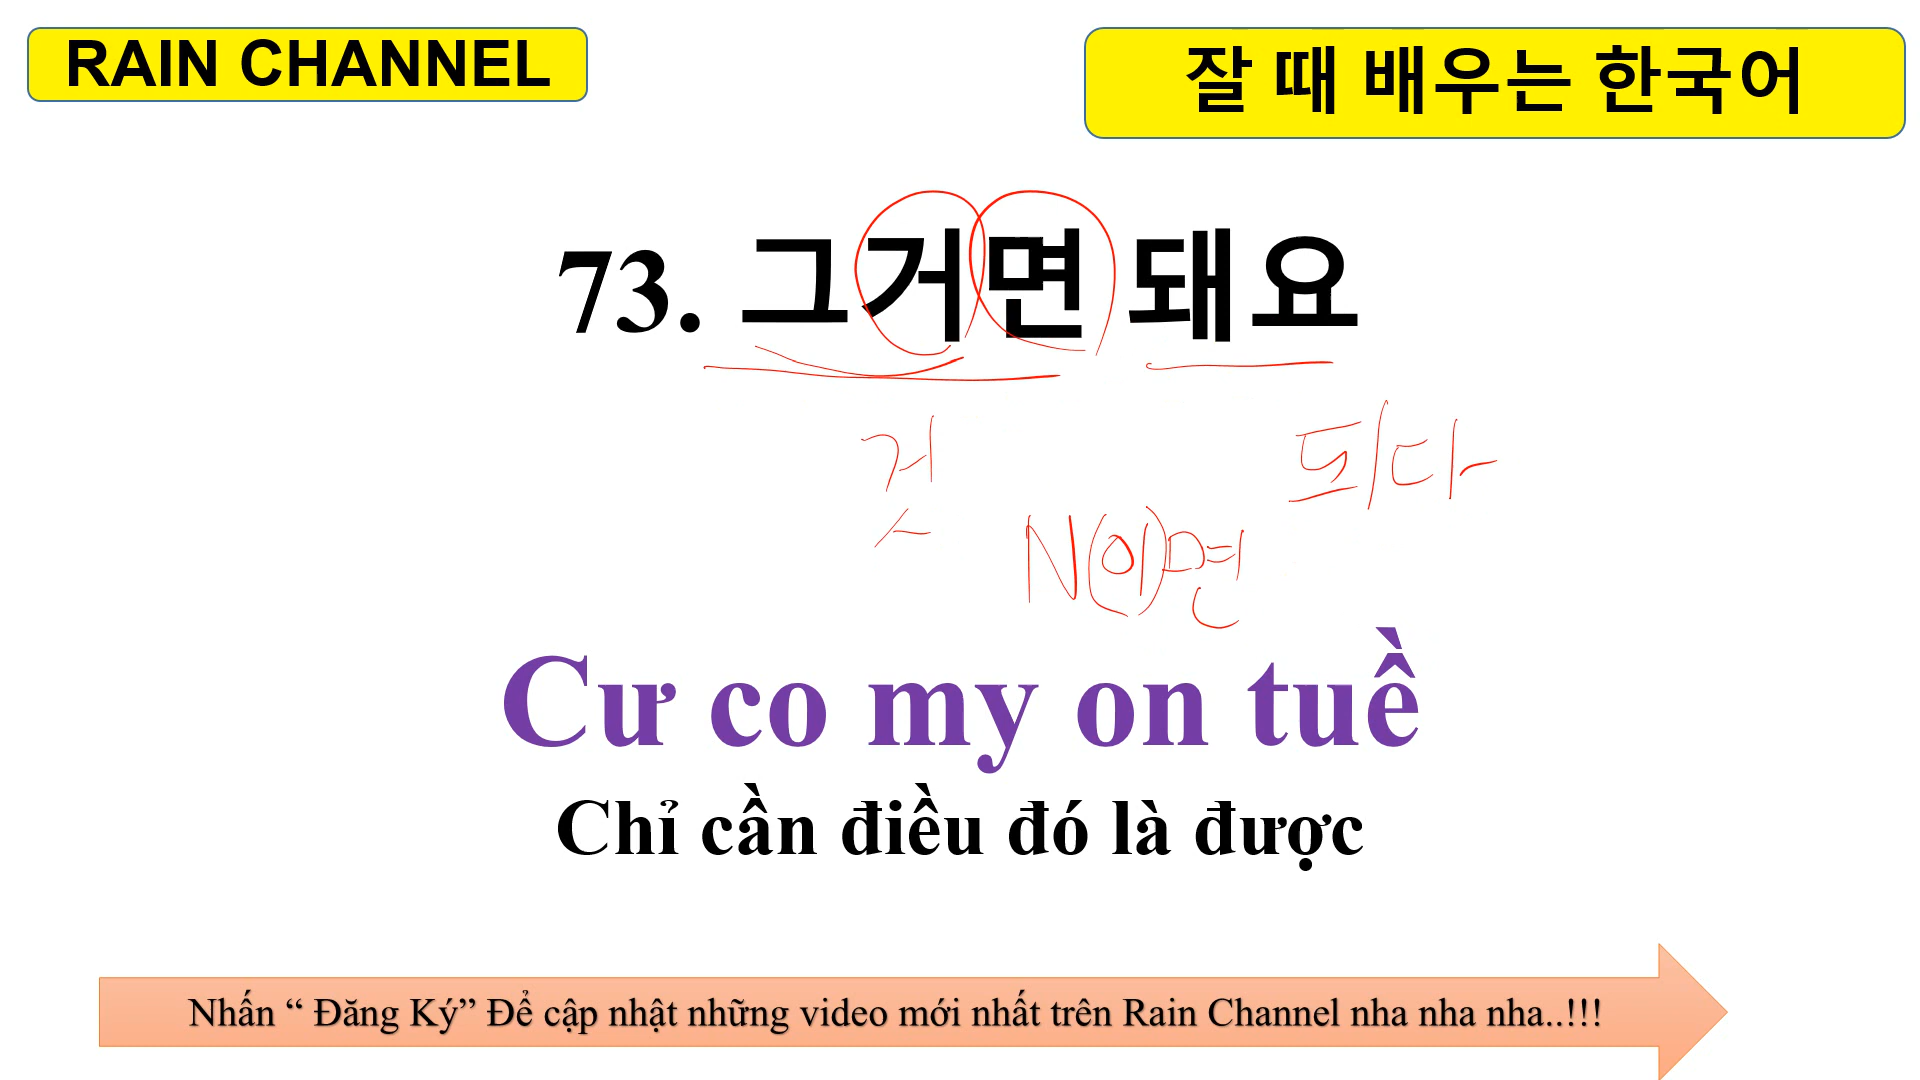 RAIN CHANNEL
잘 때 배우는 한국어
73. 그거면 돼요
것
되다
N(이)면
Cư co my on tuề
Chỉ cần điều đó là được
Nhấn “ Đăng Ký” Để cập nhật những video mới nhất trên Rain Channel nha nha nha..!!!